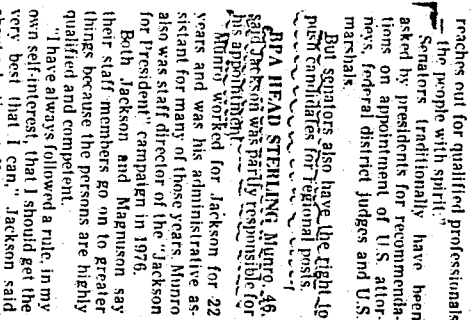 reaches out for qualified professionals
— the people with spirit."
Senators traditionally have been
asked by presidents for recommenda-
tions on appointment of U.S. attor-
neys, federal district judges and U.S.
marshals.
But senators also have the right to
push candidates for regional posts.
BPA HEAD STERLING Munro, 46,
said Jackson was partly responsible for
his appointment.
Munro worked for Jackson for 22
years and was his administrative as-
sistant for many of those years. Munro
also was staff director of the "Jackson
for President" campaign in 1976.
Both Jackson and Magnuson say
their staff members go on to greater
things because the persons are highly
qualified and competent.
"I have always followed a rule, in my
own self-interest, that I should get the
very best that I can," Jackson said